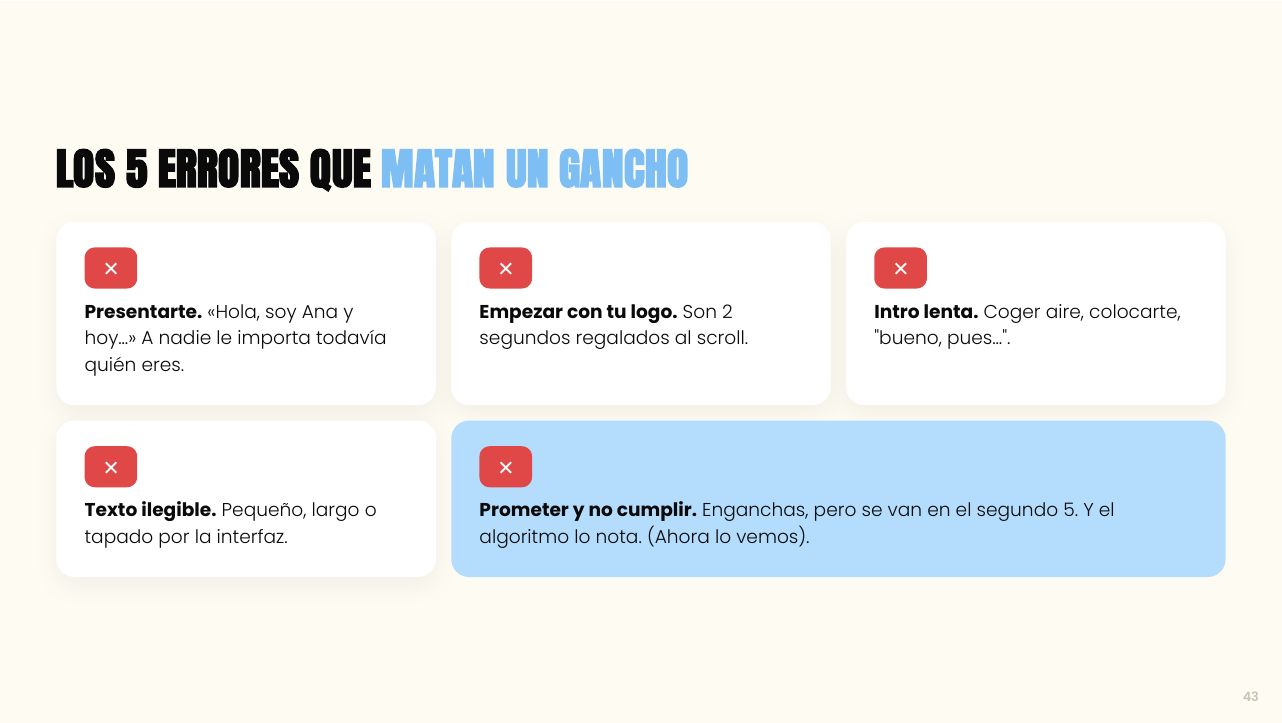 LOS 5 ERRORES QUE MATAN UN GANCHO
Presentarte. «Hola, soy Ana y
hoy…» A nadie le importa todavía
quién eres.
Empezar con tu logo. Son 2
segundos regalados al scroll.
Intro lenta. Coger aire, colocarte,
"bueno, pues…".
Texto ilegible. Pequeño, largo o
tapado por la interfaz.
Prometer y no cumplir. Enganchas, pero se van en el segundo 5. Y el
algoritmo lo nota. (Ahora lo vemos).
43